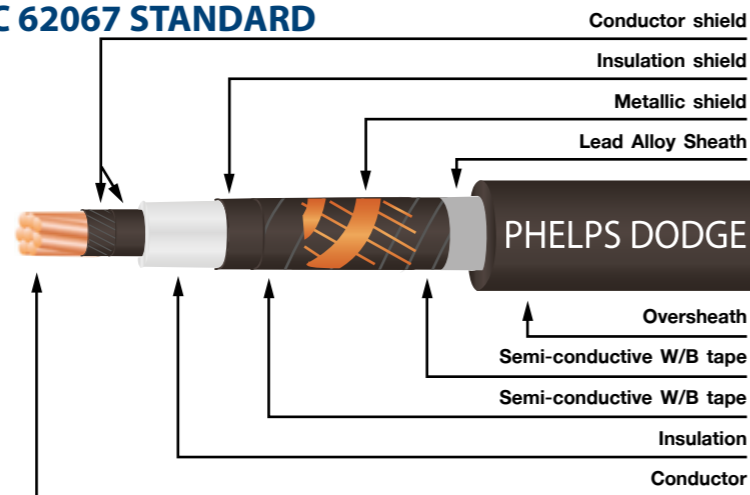 C 62067 STANDARD
Conductor shield
Insulation shield
Metallic shield
Lead Alloy Sheath
PHELPS DODGE
Oversheath
Semi-conductive W/B tape
Semi-conductive W/B tape
Insulation
Conductor